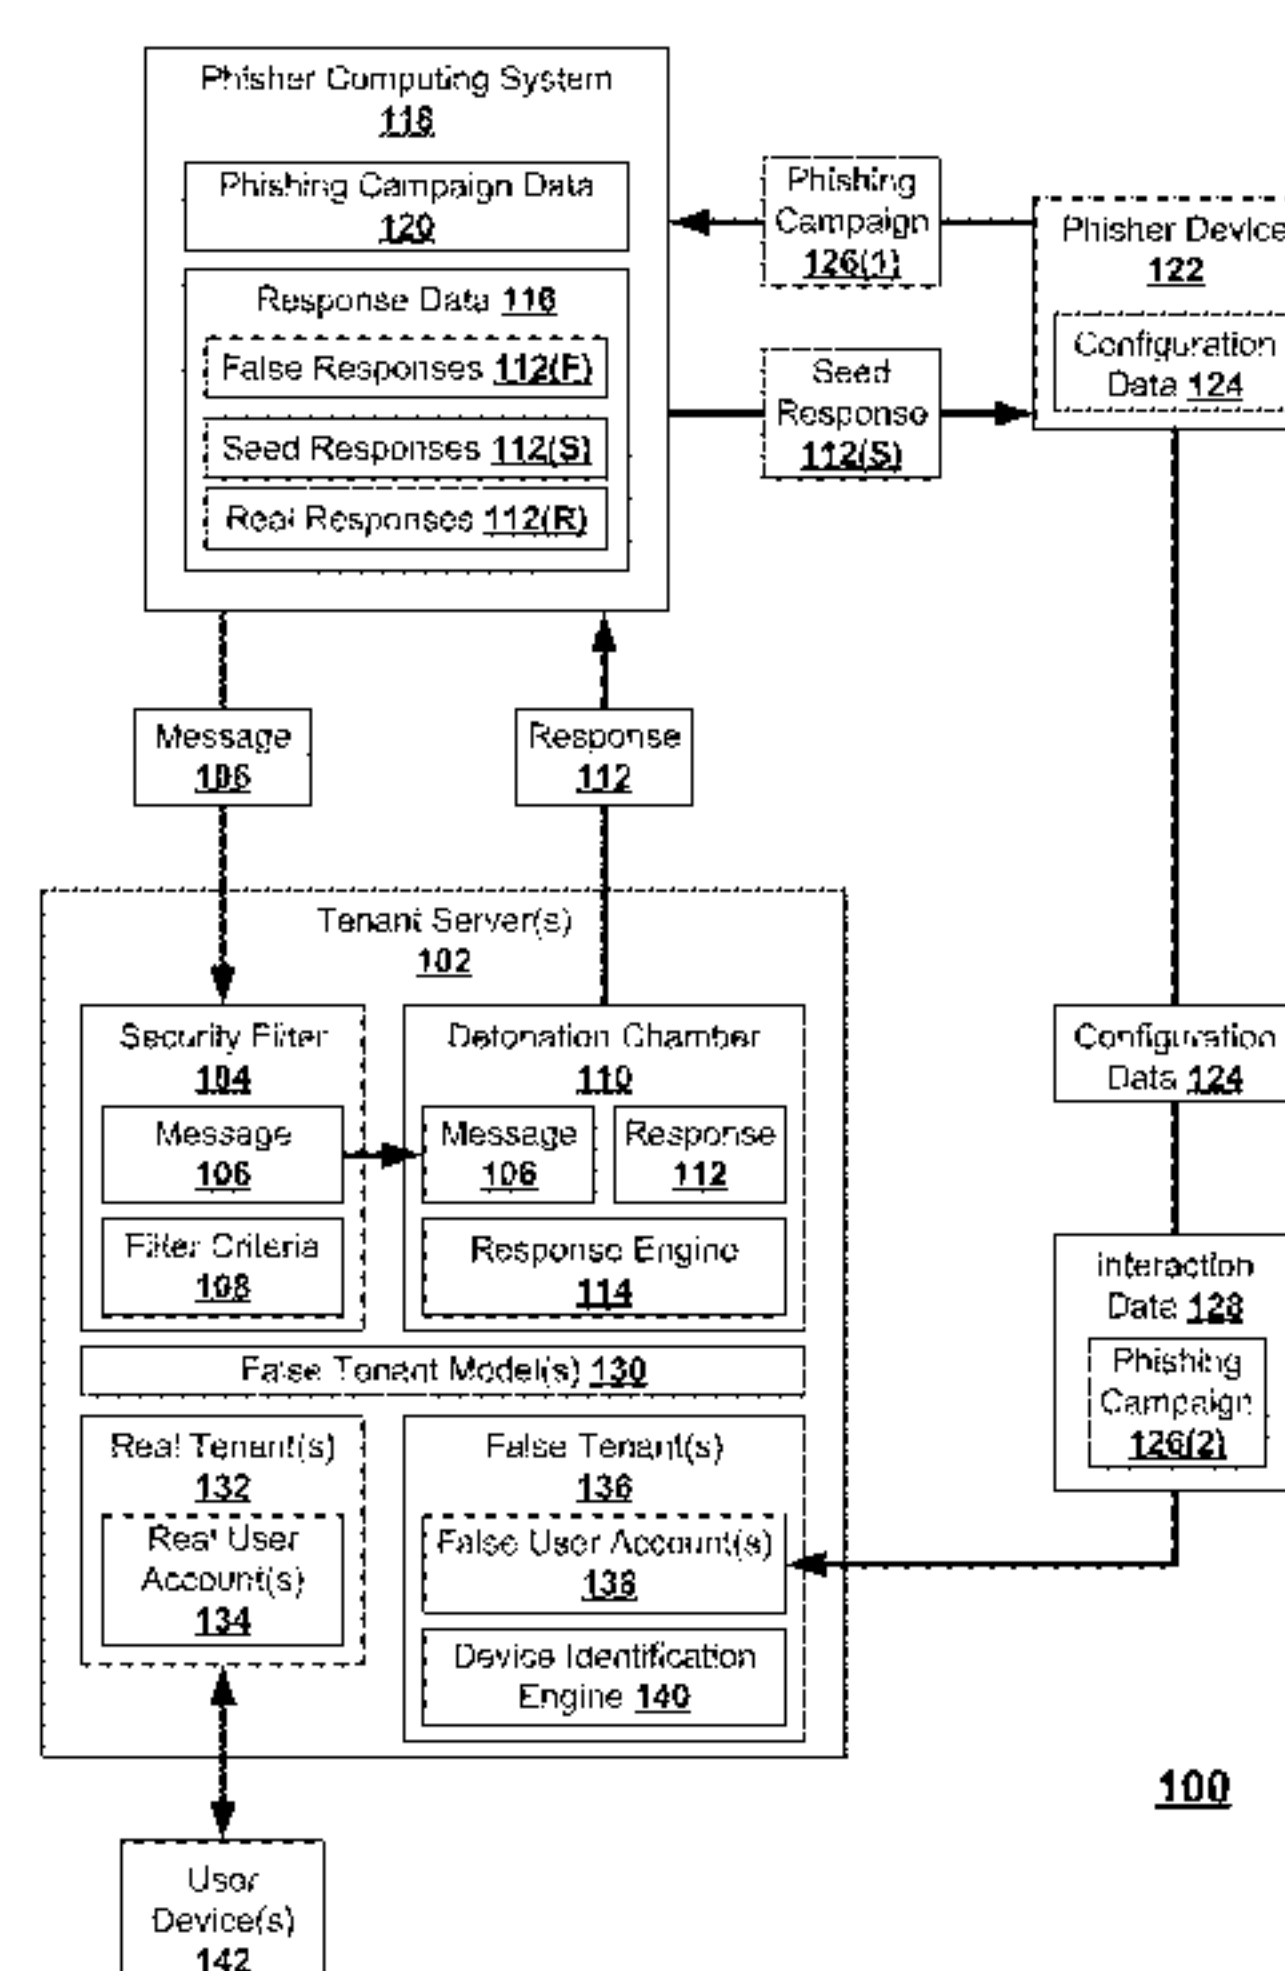 Phisher Computing System
118
Phishing Campaign Data
120
Response Data 116
False Responses 112(F)
Seed Responses 112(S)
Real Responses 112(R)
Phishing
Campaign
126(1)
Seed
Response
112(S)
Phisher Device
122
Configuration
Data 124
Message
106
Response
112
Tenant Server(s)
102
Security Filter
104
Message
106
Filter Criteria
108
Detonation Chamber
110
Message
106
Response
112
Response Engine
114
False Tenant Model(s) 130
Real Tenant(s)
132
Real User
Account(s)
134
False Tenant(s)
136
False User Account(s)
138
Device Identification
Engine 140
Configuration
Data 124
Interaction
Data 128
Phishing
Campaign
126(2)
100
User
Device(s)
142